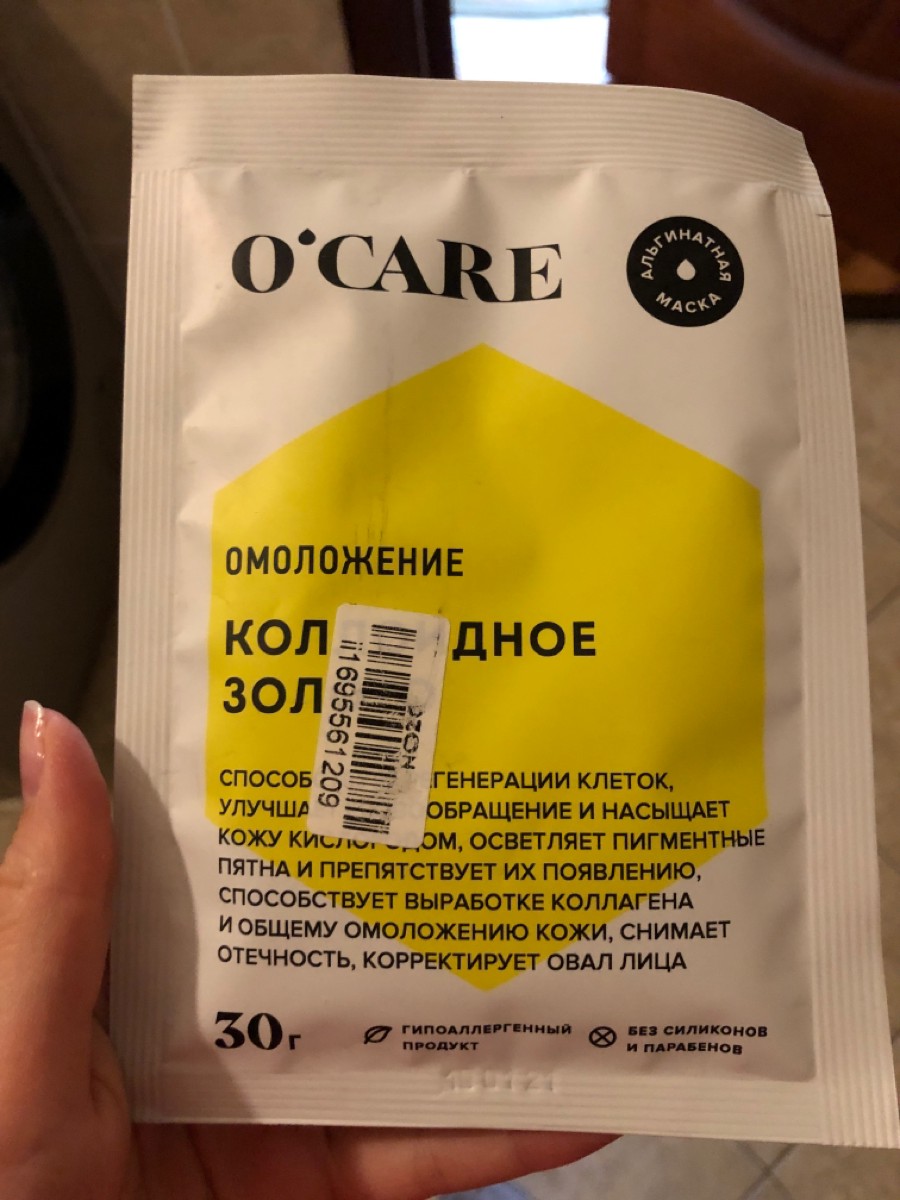 O'CARE
АЛЬГИНАТНАЯ
МАСКА
ОМОЛОЖЕНИЕ
КОЛ ДНОЕ
ЗОЛ
OZON
ii1695561209
СПОСОБ ГЕНЕРАЦИИ КЛЕТОК,
УЛУЧША ОБРАЩЕНИЕ И НАСЫЩАЕТ
КОЖУ КИСЛОРОДОМ, ОСВЕТЛЯЕТ ПИГМЕНТНЫЕ
ПЯТНА И ПРЕПЯТСТВУЕТ ИХ ПОЯВЛЕНИЮ,
СПОСОБСТВУЕТ ВЫРАБОТКЕ КОЛЛАГЕНА
И ОБЩЕМУ ОМОЛОЖЕНИЮ КОЖИ, СНИМАЕТ
ОТЕЧНОСТЬ, КОРРЕКТИРУЕТ ОВАЛ ЛИЦА
30г
ГИПОАЛЛЕРГЕННЫЙ
ПРОДУКТ
БЕЗ СИЛИКОНОВ
И ПАРАБЕНОВ